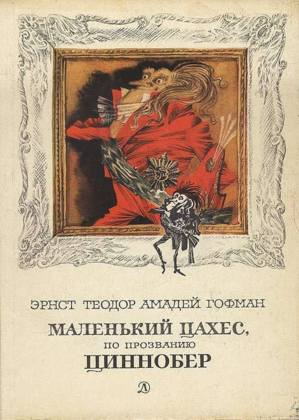 ЭРНСТ ТЕОДОР АМАДЕЙ ГОФМАН
МАЛЕНЬКИЙ ЦАХЕС,
ПО ПРОЗВАНИЮ
ЦИННОБЕР
Д